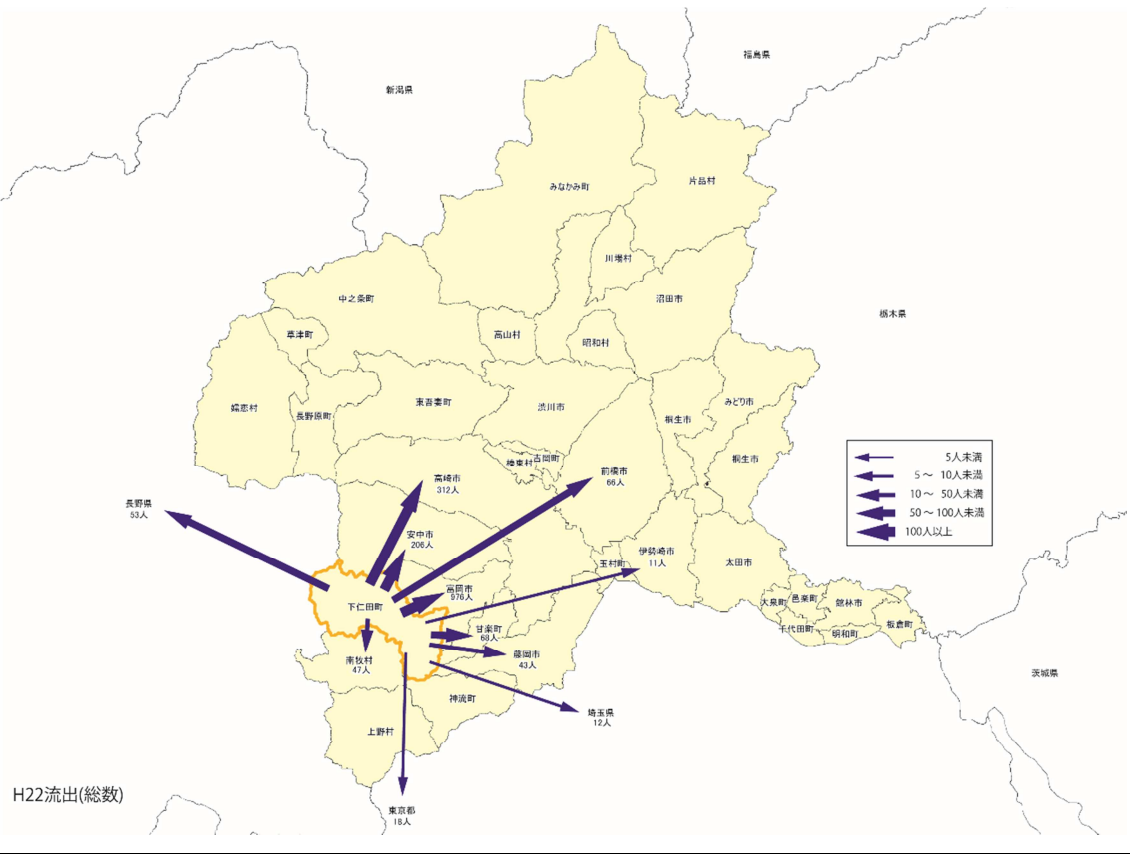 福島県
新潟県
みなかみ町
片品村
川場村
中之条町
沼田市
栃木県
草津町
高山村
昭和村
嬬恋村
長野原町
東吾妻町
渋川市
みどり市
桐生市
榛東村
吉岡町
桐生市
前橋市
66人
高崎市
312人
長野県
53人
5人未満
5～ 10人未満
10～ 50人未満
50～100人未満
100人以上
安中市
206人
伊勢崎市
11人
玉村町
太田市
富岡市
976人
下仁田町
大泉町
邑楽町
館林市
板倉町
千代田町
明和町
甘楽町
68人
藤岡市
43人
南牧村
47人
茨城県
神流町
埼玉県
12人
上野村
H22流出(総数)
東京都
18人